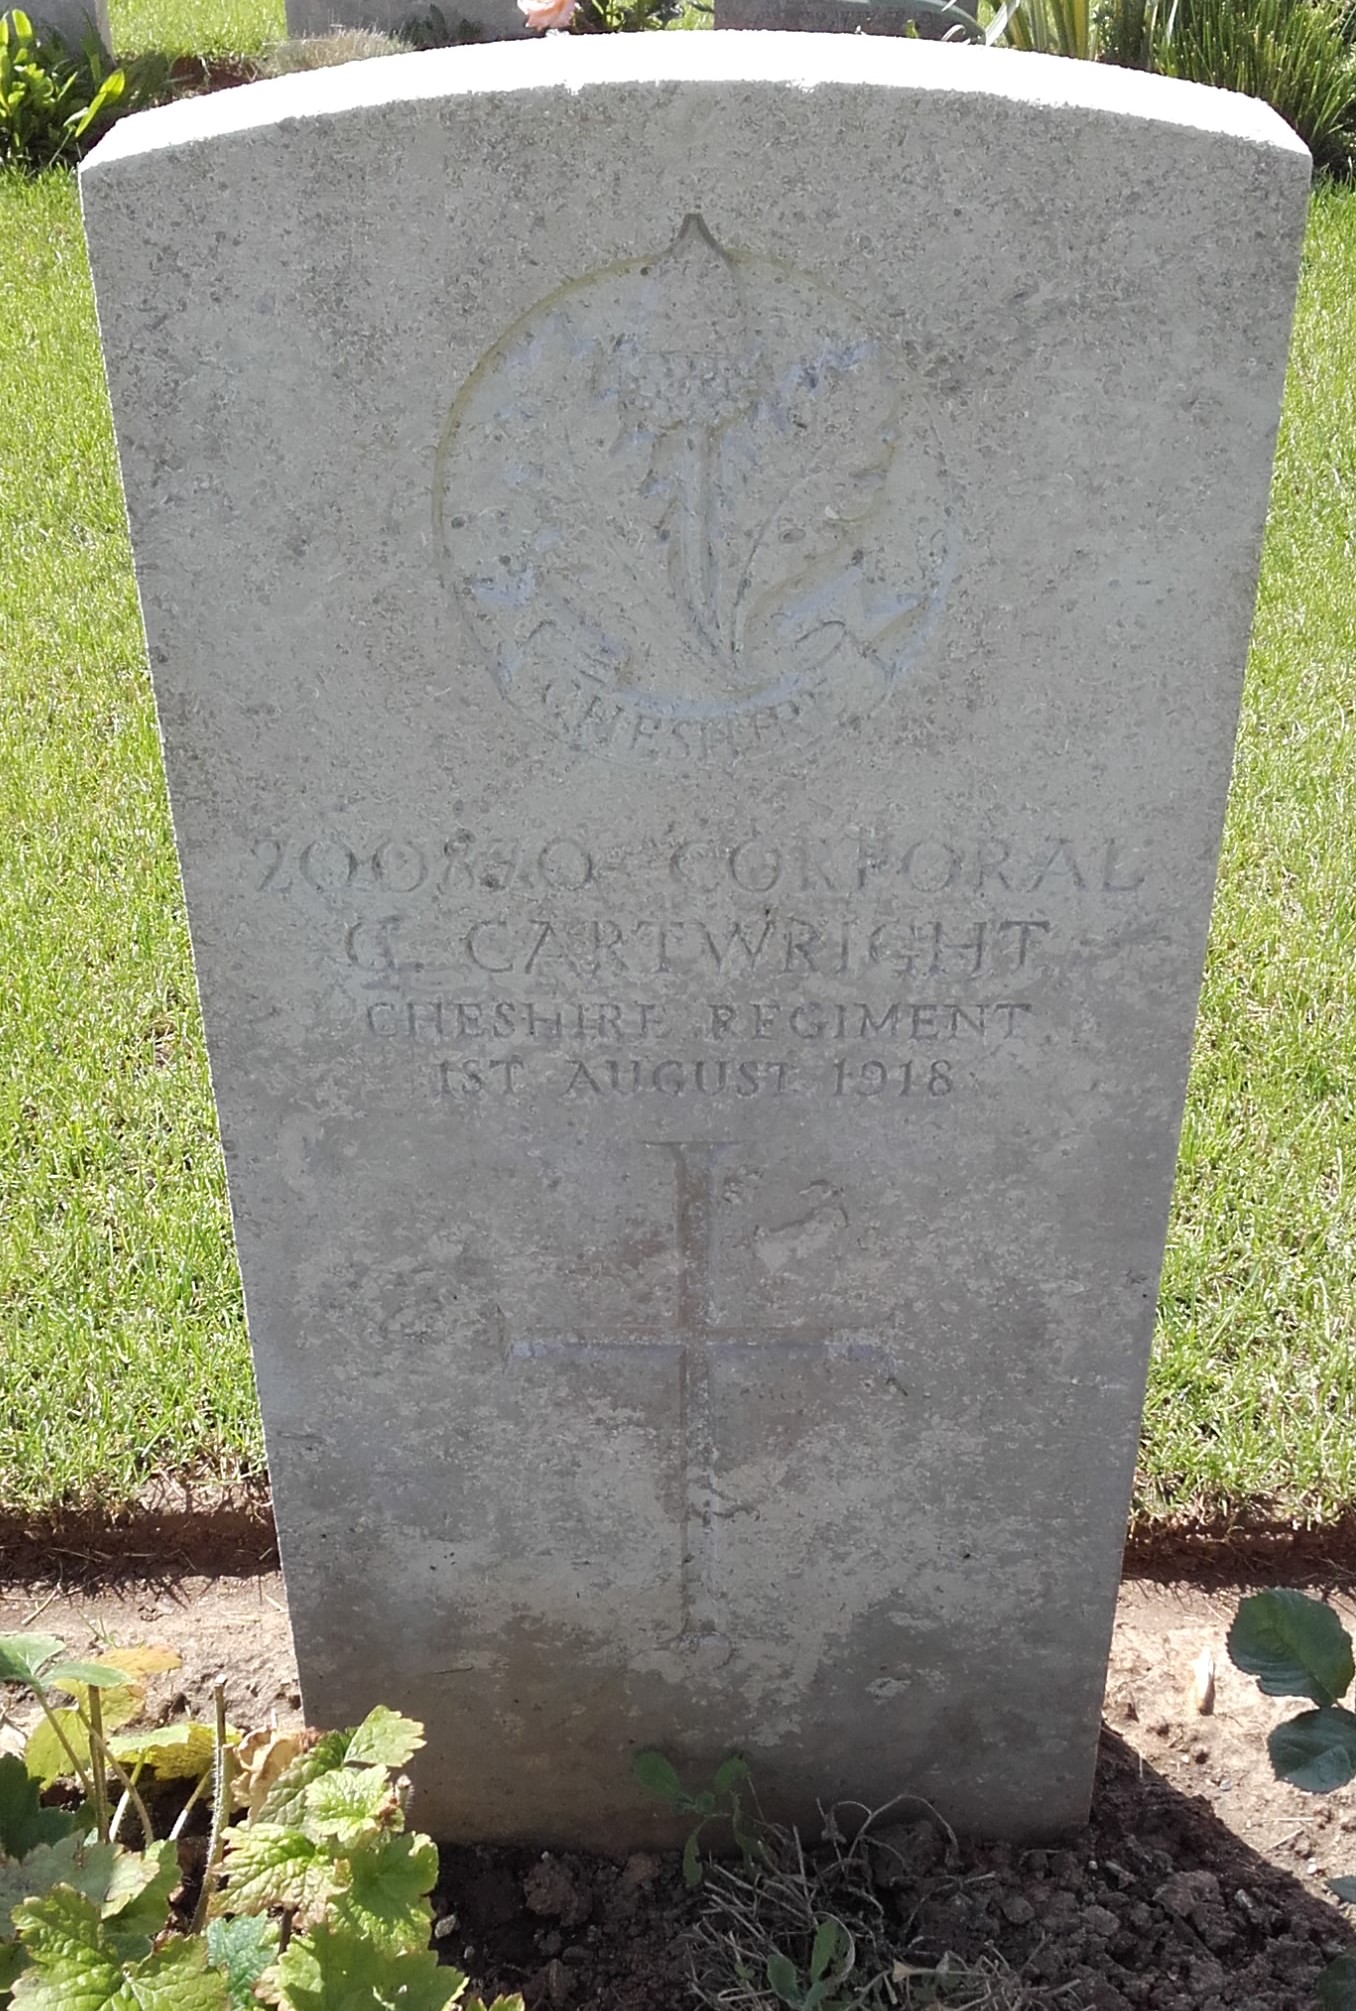 CHESHIRE
200870 CORPORAL
G. CARTWRIGHT
CHESHIRE REGIMENT
1ST AUGUST 1918